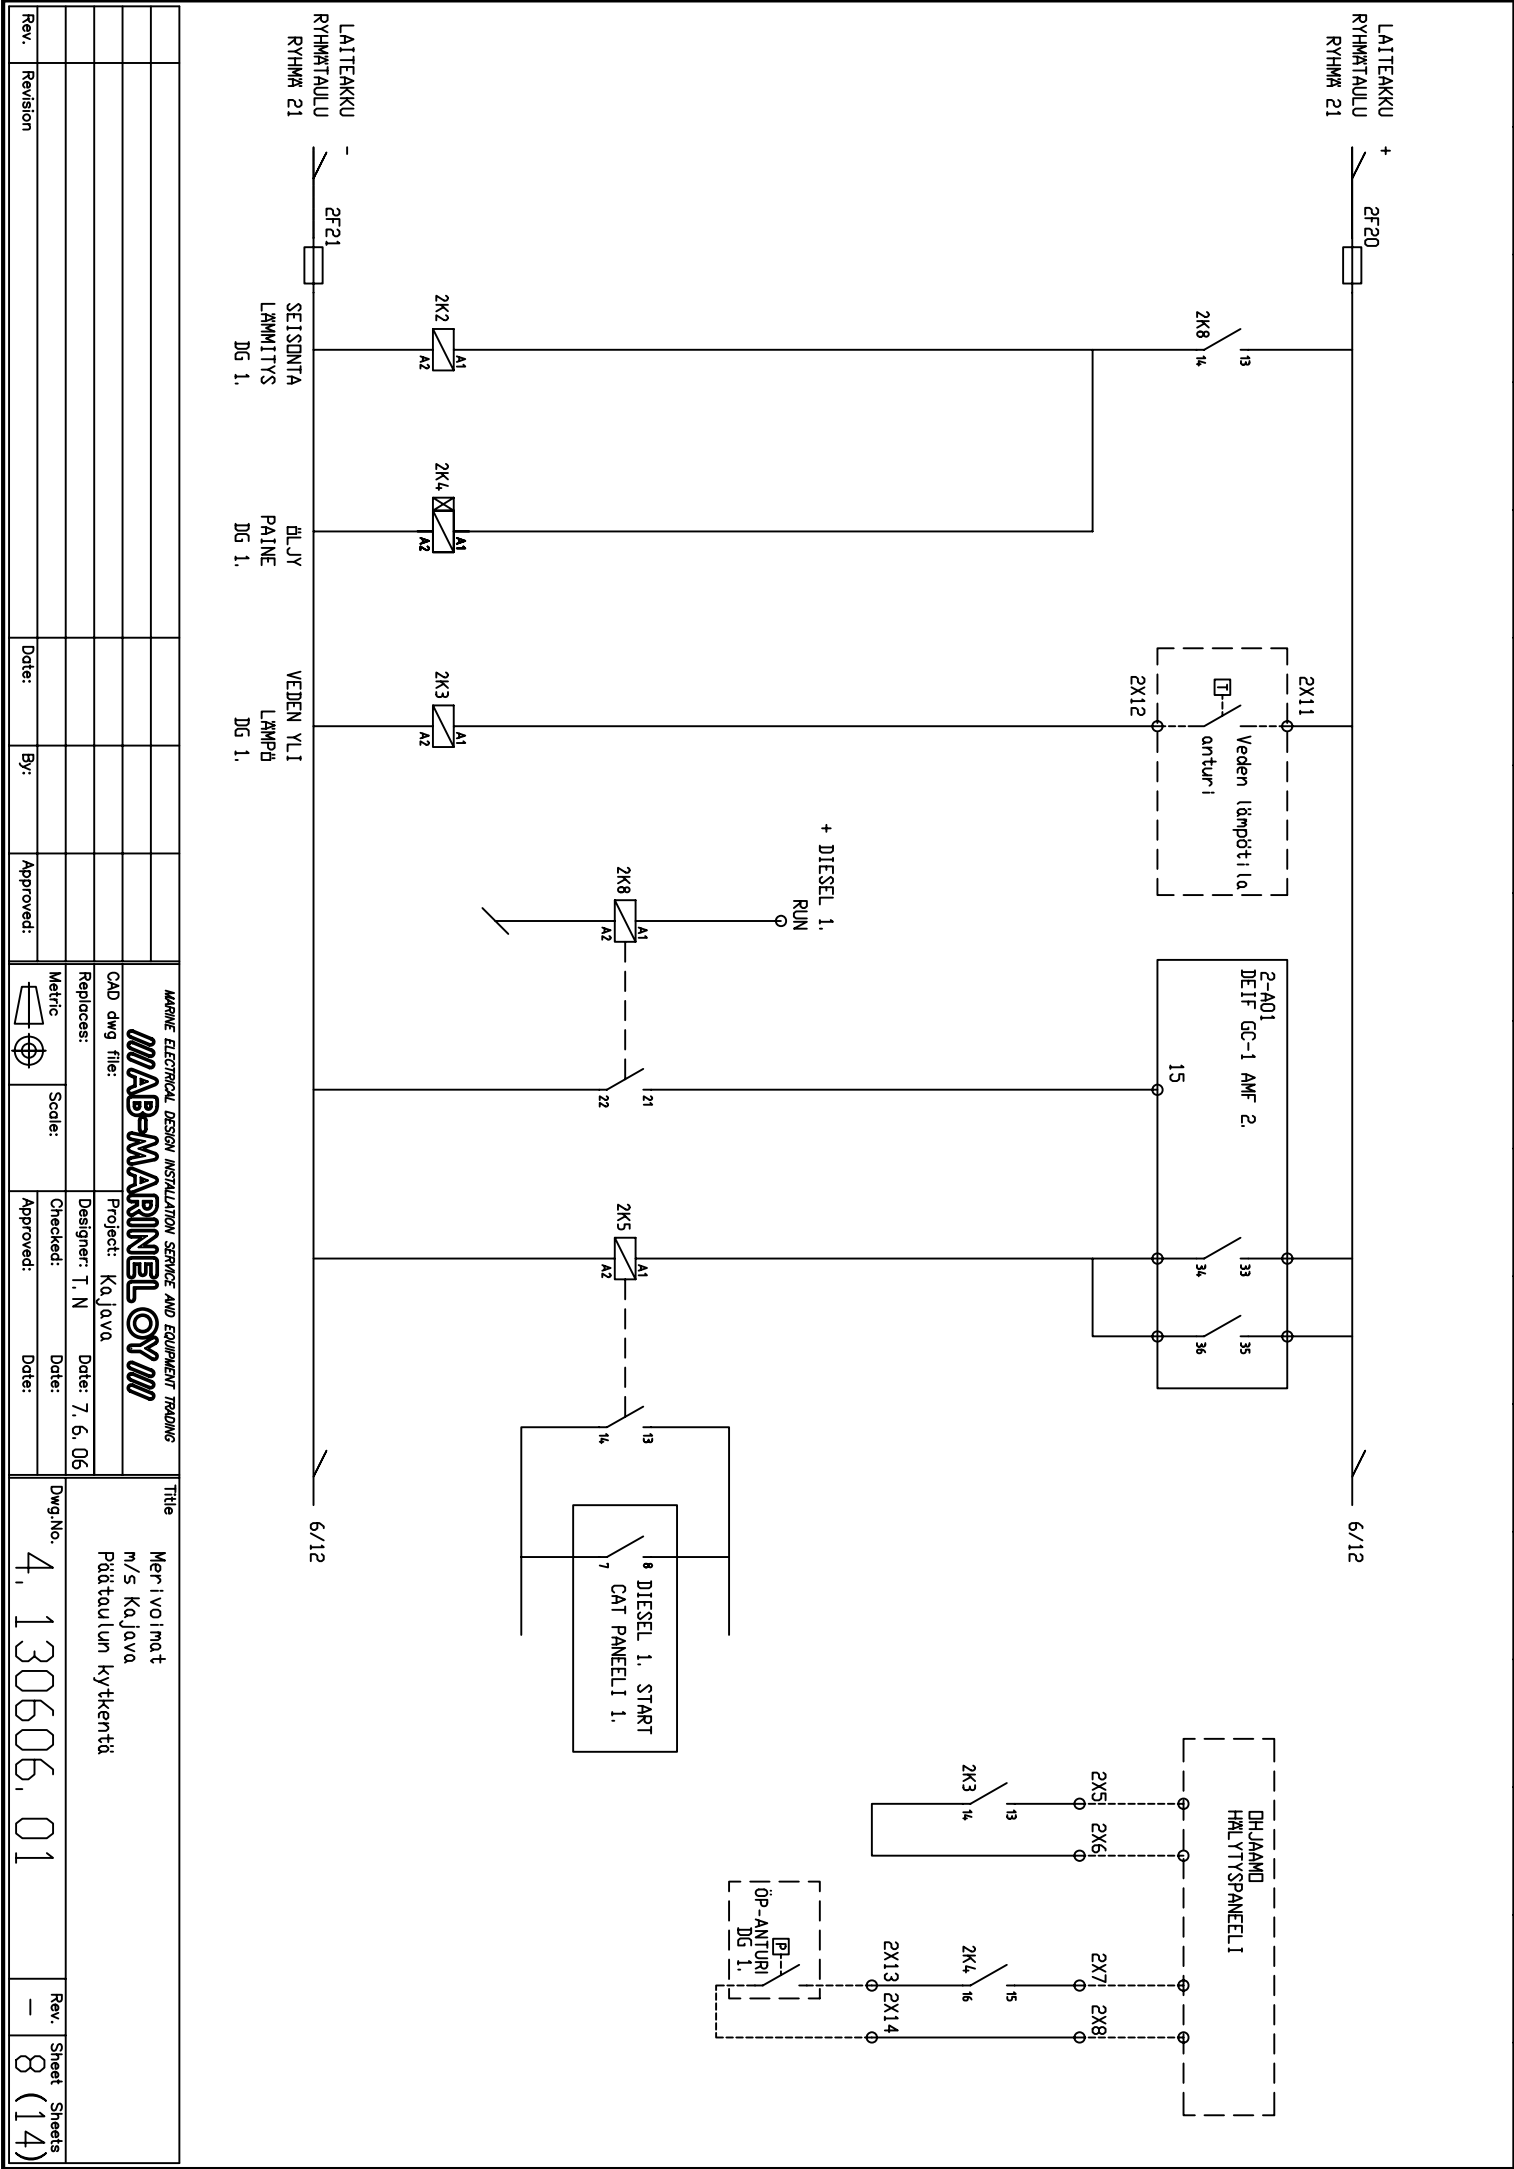 LAITEAKKU +
RYHMÄTAULU
RYHMÄ 21
2F20
6/12
2K8
13
14
2X11
Veden lämpötila
anturi
T
2X12
2-A01
DEIF GC-1 AMF 2.
15
33
34
35
36
OHJAAMO
HÄLYTYSPANEELI
2X5
2X6
2X7
2X8
2K3
13
14
2K4
15
16
2X13
2X14
P
ÖP-ANTURI
DG 1.
+ DIESEL 1.
RUN
2K8
A1
A2
21
22
2K5
A1
A2
13
14
8
7
DIESEL 1. START
CAT PANEELI 1.
2K2
A1
A2
2K4
A1
A2
2K3
A1
A2
LAITEAKKU -
RYHMÄTAULU
RYHMÄ 21
2F21
6/12
SEISONTA
LÄMMITYS
DG 1.
ÖLJY
PAINE
DG 1.
VEDEN YLI
LÄMPÖ
DG 1.
Rev.
Revision
Date:
By:
Approved:
MARINE ELECTRICAL DESIGN INSTALLATION SERVICE AND EQUIPMENT TRADING
AB-MARINEL OY
CAD dwg file:
Project: Kajava
Replaces:
Designer: T.N Date: 7.6.06
Metric
Scale:
Checked: Date:
Approved: Date:
Title
Merivoimat
m/s Kajava
Päätaulun kytkentä
Dwg.No.
4. 130606. 01
Rev.
-
Sheet Sheets
8 (14)